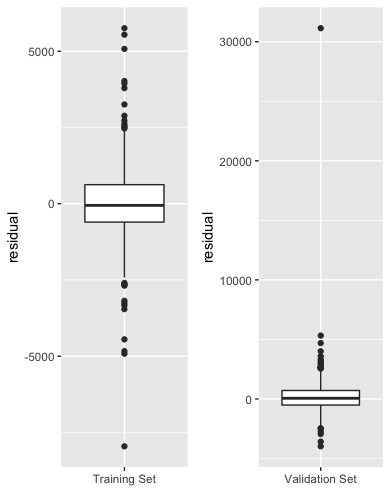 residual
5000
0
-5000
Training Set
residual
30000
20000
10000
0
Validation Set